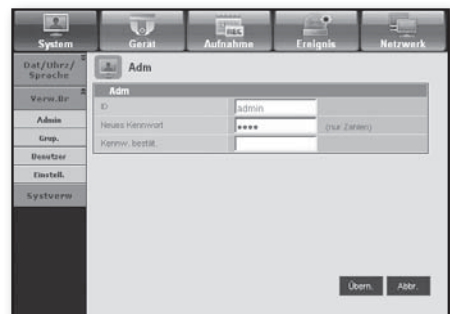 System Gerät Aufnahme Ereignis Netzwerk
REC
Dat/Uhrz/
Sprache
Verw.Br
Admin
Grup.
Benutzer
Einstell.
Systverw
Adm
Adm
ID admin
Neues Kennwort **** (nur Zahlen)
Kennw. bestät.
Übern. Abbr.